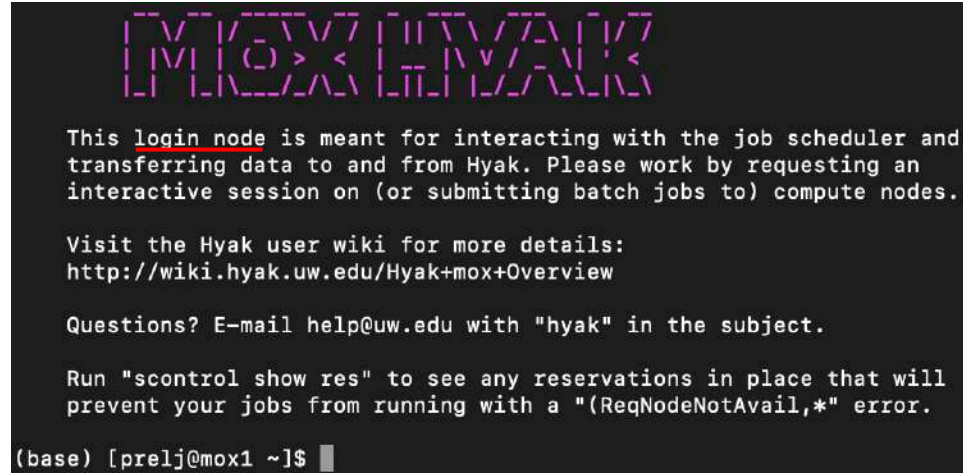 MOX HYAK
This login node is meant for interacting with the job scheduler and
transferring data to and from Hyak. Please work by requesting an
interactive session on (or submitting batch jobs to) compute nodes.
Visit the Hyak user wiki for more details:
http://wiki.hyak.uw.edu/Hyak+mox+Overview
Questions? E-mail help@uw.edu with "hyak" in the subject.
Run "scontrol show res" to see any reservations in place that will
prevent your jobs from running with a "(ReqNodeNotAvail,*" error.
(base) [prelj@mox1 ~]$